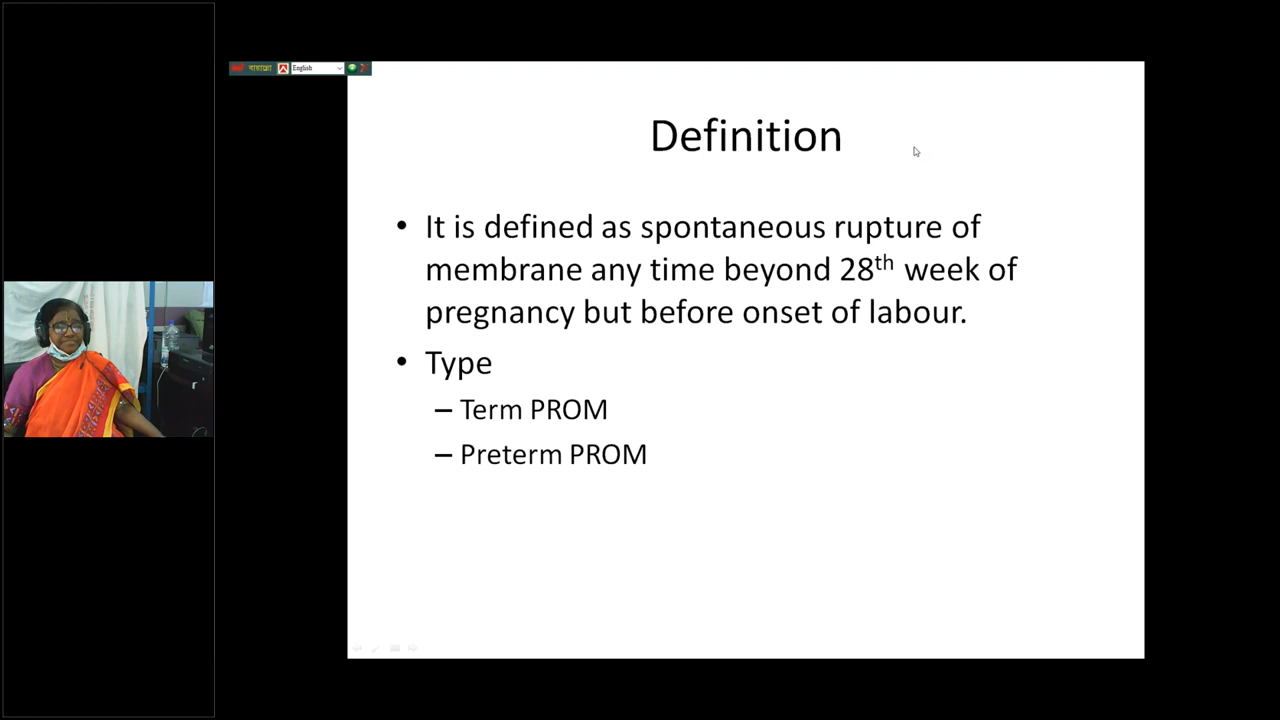 English
Definition
• It is defined as spontaneous rupture of
membrane any time beyond 28th week of
pregnancy but before onset of labour.
• Type
– Term PROM
– Preterm PROM